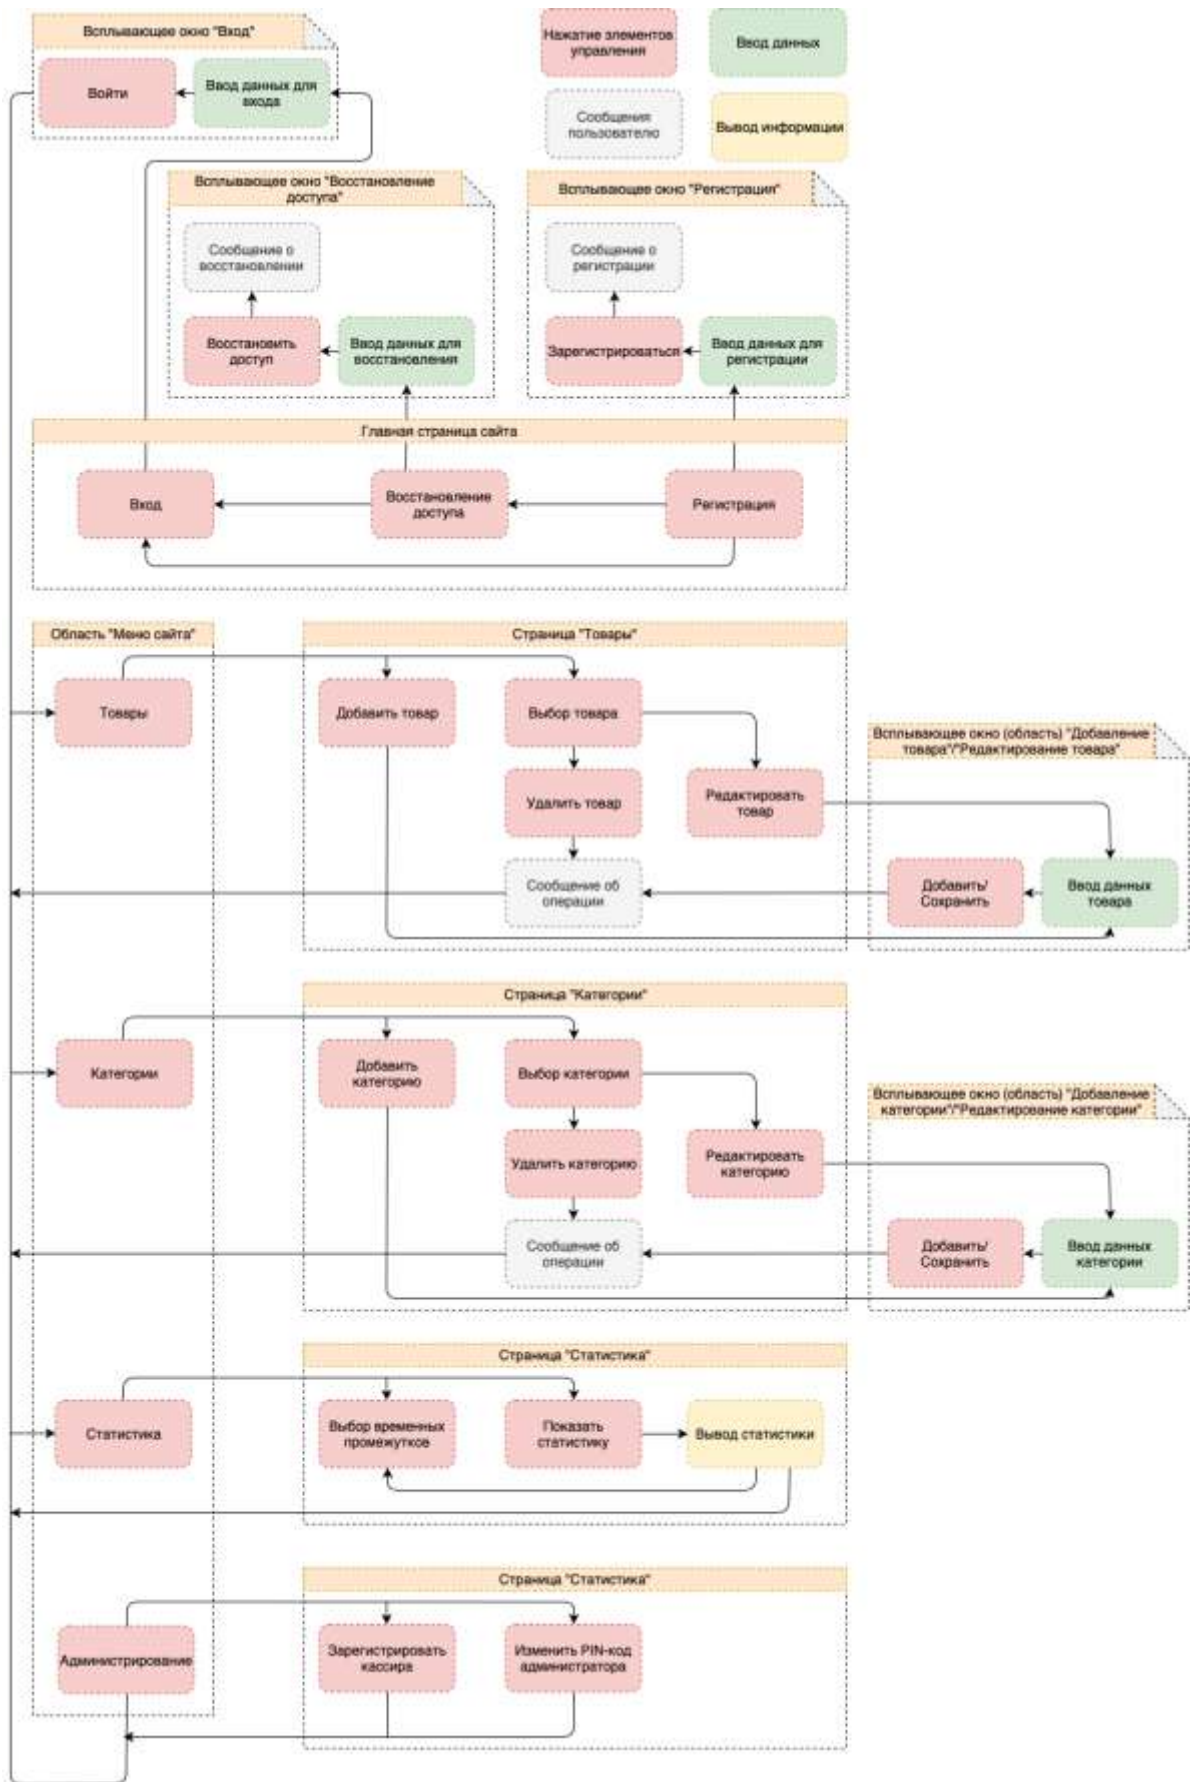 Всплывающее окно "Вход"
Войти
Ввод данных для
входа
Нажатие элементов
управления
Ввод данных
Сообщения
пользователю
Вывод информации
Всплывающее окно "Восстановление
доступа"
Сообщение о
восстановлении
Восстановить
доступ
Ввод данных для
восстановления
Всплывающее окно "Регистрация"
Сообщение о
регистрации
Зарегистрироваться
Ввод данных для
регистрации
Главная страница сайта
Вход
Восстановление
доступа
Регистрация
Область "Меню сайта"
Страница "Товары"
Товары
Добавить товар
Выбор товара
Удалить товар
Редактировать
товар
Сообщение об
операции
Всплывающее окно (область) "Добавление
товара"/"Редактирование товара"
Добавить/
Сохранить
Ввод данных
товара
Страница "Категории"
Категории
Добавить
категорию
Выбор категории
Удалить категорию
Редактировать
категорию
Сообщение об
операции
Всплывающее окно (область) "Добавление
категории"/"Редактирование категории"
Добавить/
Сохранить
Ввод данных
категории
Страница "Статистика"
Статистика
Выбор временных
промежутков
Показать
статистику
Вывод статистики
Страница "Статистика"
Администрирование
Зарегистрировать
кассира
Изменить PIN-код
администратора